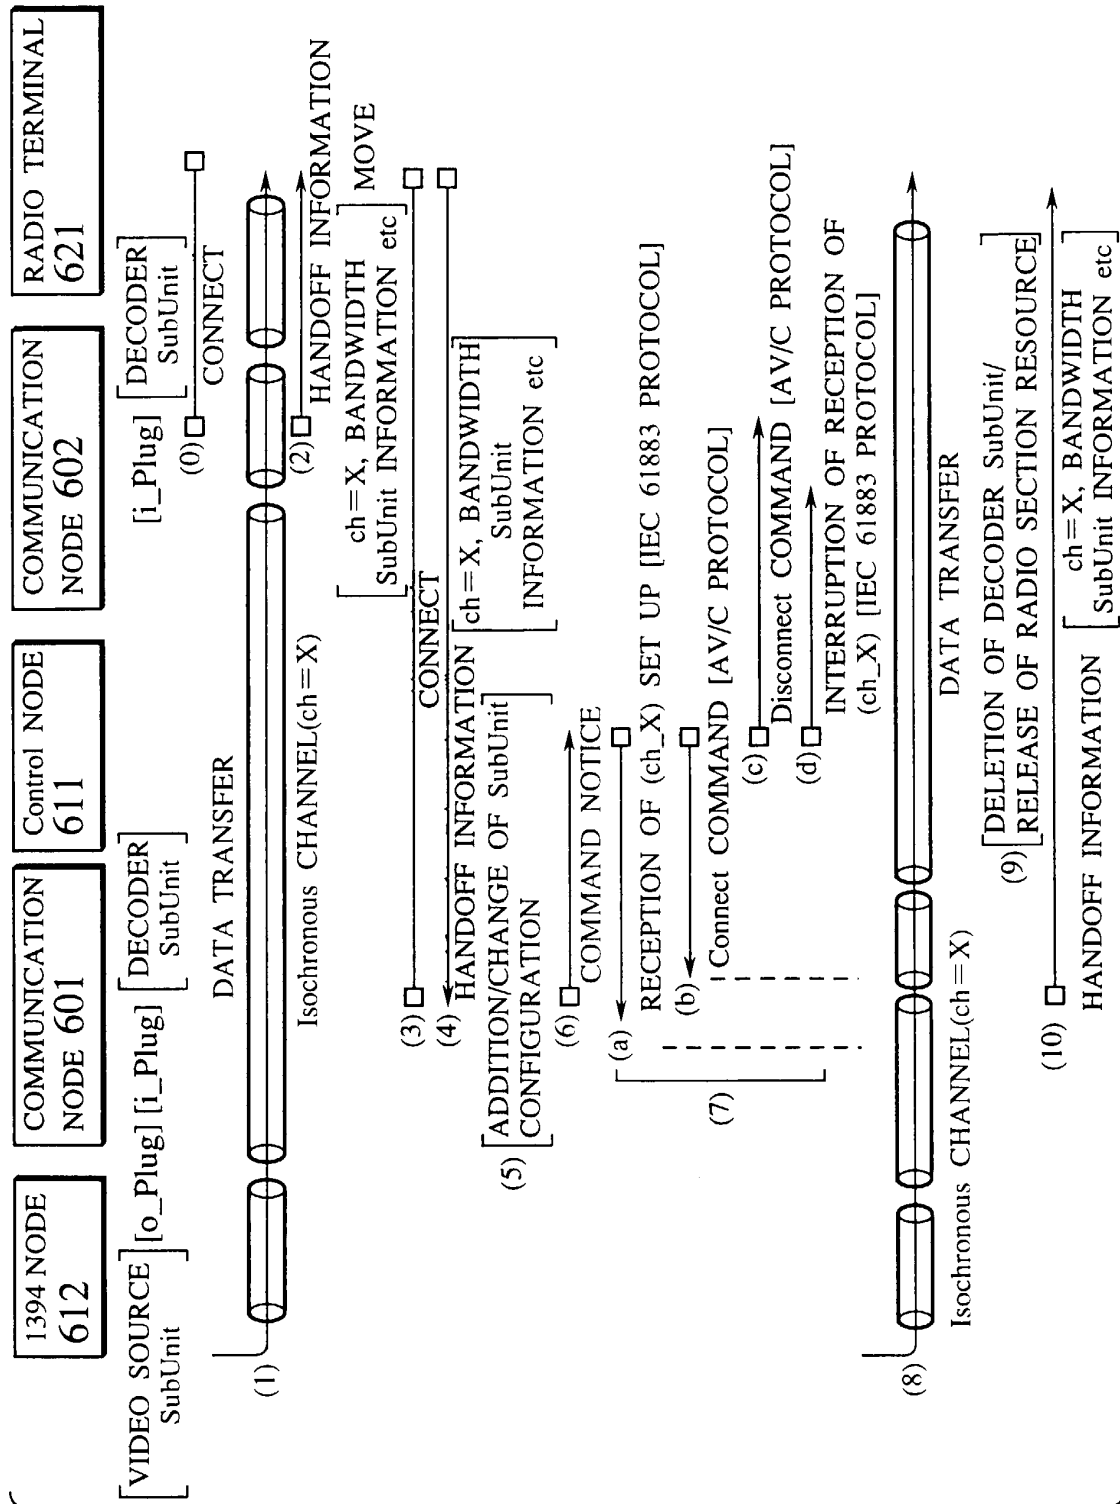 1394 NODE
612
COMMUNICATION
NODE 601
Control NODE
611
COMMUNICATION
NODE 602
RADIO TERMINAL
621
VIDEO SOURCE
SubUnit
[o_Plug] [i_Plug]
DECODER
SubUnit
[i_Plug]
DECODER
SubUnit
(0)
CONNECT
DATA TRANSFER
(1)
Isochronous CHANNEL(ch=X)
(2)
HANDOFF INFORMATION
ch=X, BANDWIDTH
SubUnit INFORMATION etc
MOVE
(3)
CONNECT
(4)
HANDOFF INFORMATION
ch=X, BANDWIDTH
SubUnit
INFORMATION etc
(5)
ADDITION/CHANGE OF SubUnit
CONFIGURATION
(6)
COMMAND NOTICE
(7)
(a)
RECEPTION OF (ch_X) SET UP [IEC 61883 PROTOCOL]
(b)
Connect COMMAND [AV/C PROTOCOL]
(c)
Disconnect COMMAND [AV/C PROTOCOL]
(d)
INTERRUPTION OF RECEPTION OF
(ch_X) [IEC 61883 PROTOCOL]
(8)
Isochronous CHANNEL(ch=X)
DATA TRANSFER
(9)
DELETION OF DECODER SubUnit/
RELEASE OF RADIO SECTION RESOURCE
(10)
HANDOFF INFORMATION
ch=X, BANDWIDTH
SubUnit INFORMATION etc